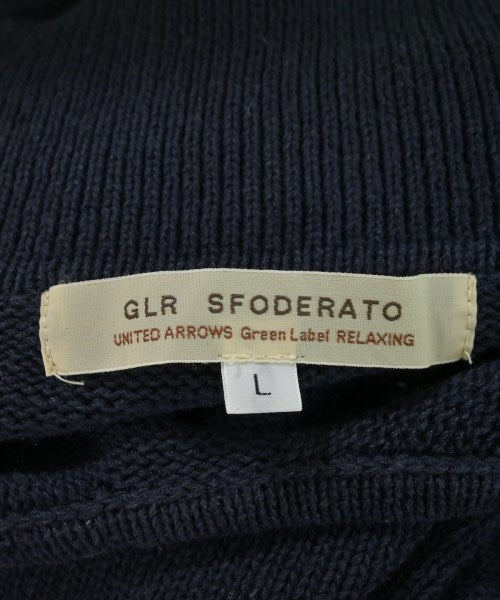 GLR SFODERATO
UNITED ARROWS Green Label RELAXING
L